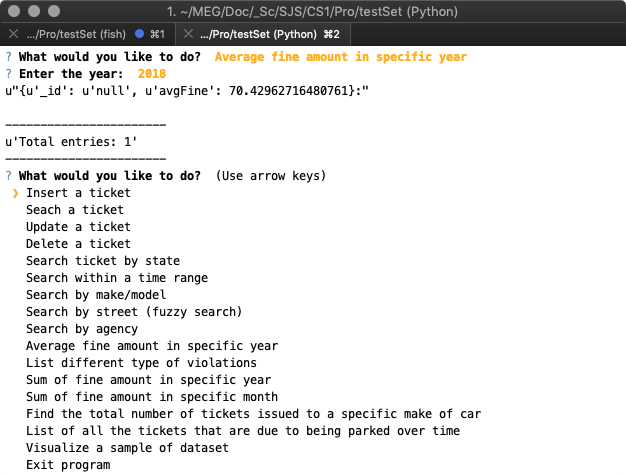 1. ~/MEG/Doc/_Sc/SJS/CS1/Pro/testSet (Python)
.../Pro/testSet (fish) ⌘1 .../Pro/testSet (Python) ⌘2
? What would you like to do? Average fine amount in specific year
? Enter the year: 2018
u"{u'_id': u'null', u'avgFine': 70.42962716480761}:"
-----------------------
u'Total entries: 1'
-----------------------
? What would you like to do? (Use arrow keys)
❯ Insert a ticket
Seach a ticket
Update a ticket
Delete a ticket
Search ticket by state
Search within a time range
Search by make/model
Search by street (fuzzy search)
Search by agency
Average fine amount in specific year
List different type of violations
Sum of fine amount in specific year
Sum of fine amount in specific month
Find the total number of tickets issued to a specific make of car
List of all the tickets that are due to being parked over time
Visualize a sample of dataset
Exit program